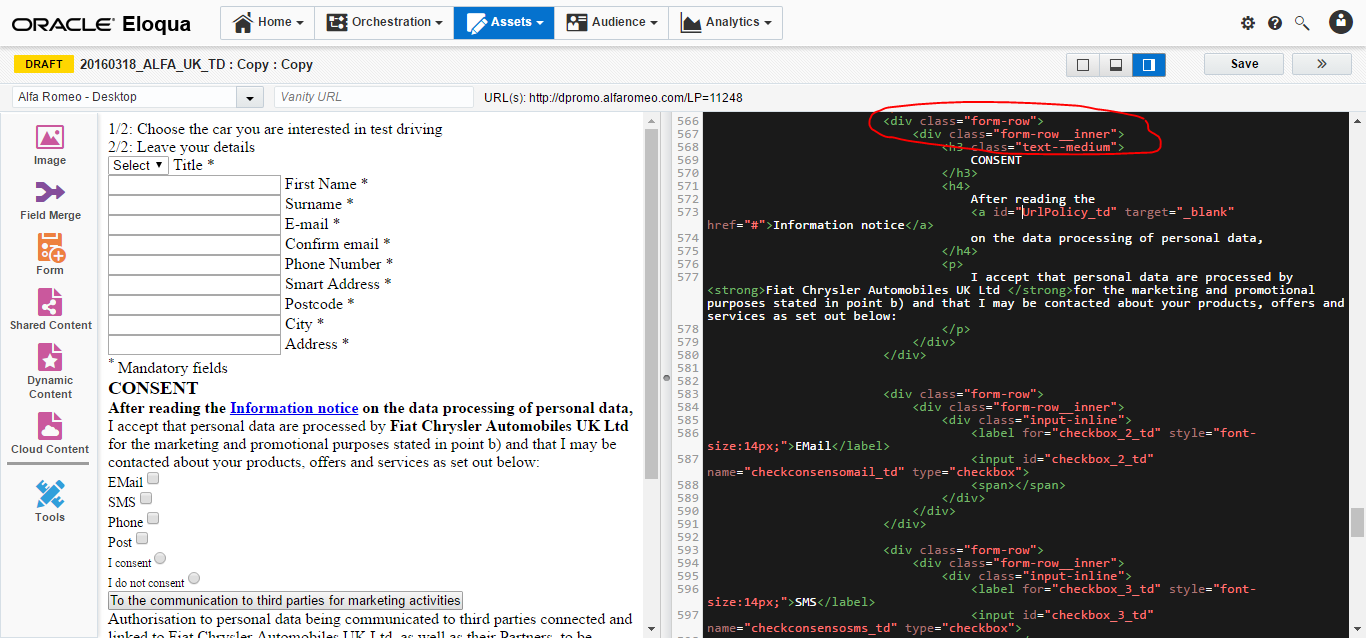 ORACLE Eloqua Home Orchestration Assets Audience Analytics
DRAFT 20160318_ALFA_UK_TD : Copy : Copy Save »
Alfa Romeo - Desktop Vanity URL URL(s): http://dpromo.alfaromeo.com/LP=11248
Image
Field Merge
Form
Shared Content
Dynamic
Content
Cloud Content
Tools
1/2: Choose the car you are interested in test driving
2/2: Leave your details
Select Title *
First Name *
Surname *
E-mail *
Confirm email *
Phone Number *
Smart Address *
Postcode *
City *
Address *
* Mandatory fields
CONSENT
After reading the Information notice on the data processing of personal data,
I accept that personal data are processed by Fiat Chrysler Automobiles UK Ltd
for the marketing and promotional purposes stated in point b) and that I may be
contacted about your products, offers and services as set out below:
EMail
SMS
Phone
Post
I consent
I do not consent
To the communication to third parties for marketing activities
Authorisation to personal data being communicated to third parties connected and
linked to Fiat Chrysler Automobiles UK Ltd, as well as their Partners, to be
566 <div class="form-row">
567 <div class="form-row__inner">
568 <h3 class="text--medium">
569 CONSENT
570 </h3>
571 <h4>
572 After reading the
573 <a id="UrlPolicy_td" target="_blank"
href="#">Information notice</a>
574 on the data processing of personal data,
575 </h4>
576 <p>
577 I accept that personal data are processed by
<strong>Fiat Chrysler Automobiles UK Ltd </strong>for the marketing and promotional
purposes stated in point b) and that I may be contacted about your products, offers and
services as set out below:
578 </p>
579 </div>
580 </div>
581
582
583 <div class="form-row">
584 <div class="form-row__inner">
585 <div class="input-inline">
586 <label for="checkbox_2_td" style="font-
size:14px;">EMail</label>
587 <input id="checkbox_2_td"
name="checkconsensomail_td" type="checkbox">
588 <span></span>
589 </div>
590 </div>
591 </div>
592
593 <div class="form-row">
594 <div class="form-row__inner">
595 <div class="input-inline">
596 <label for="checkbox_3_td" style="font-
size:14px;">SMS</label>
597 <input id="checkbox_3_td"
name="checkconsensosms_td" type="checkbox">